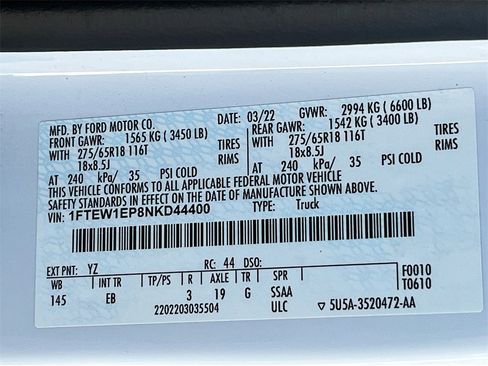 MFD. BY FORD MOTOR CO. DATE: 03/22 GVWR: 2994 KG ( 6600 LB)
FRONT GAWR: 1565 KG ( 3450 LB) REAR GAWR: 1542 KG ( 3400 LB)
WITH 275/65R18 116T TIRES WITH 275/65R18 116T TIRES
18x8.5J RIMS 18x8.5J RIMS
AT 240 kPa/ 35 PSI COLD AT 240 kPa/ 35 PSI COLD
THIS VEHICLE CONFORMS TO ALL APPLICABLE FEDERAL MOTOR VEHICLE
SAFETY STANDARDS IN EFFECT ON THE DATE OF MANUFACTURE SHOWN ABOVE.
VIN: 1FTEW1EP8NKD44400 TYPE: Truck
EXT PNT: YZ RC: 44 F0010
WB INT TR TP/PS R AXLE TR SPR T0610
145 EB 3 19 G SSAA
2202203035504 ULC ▽ 5U5A-3520472-AA